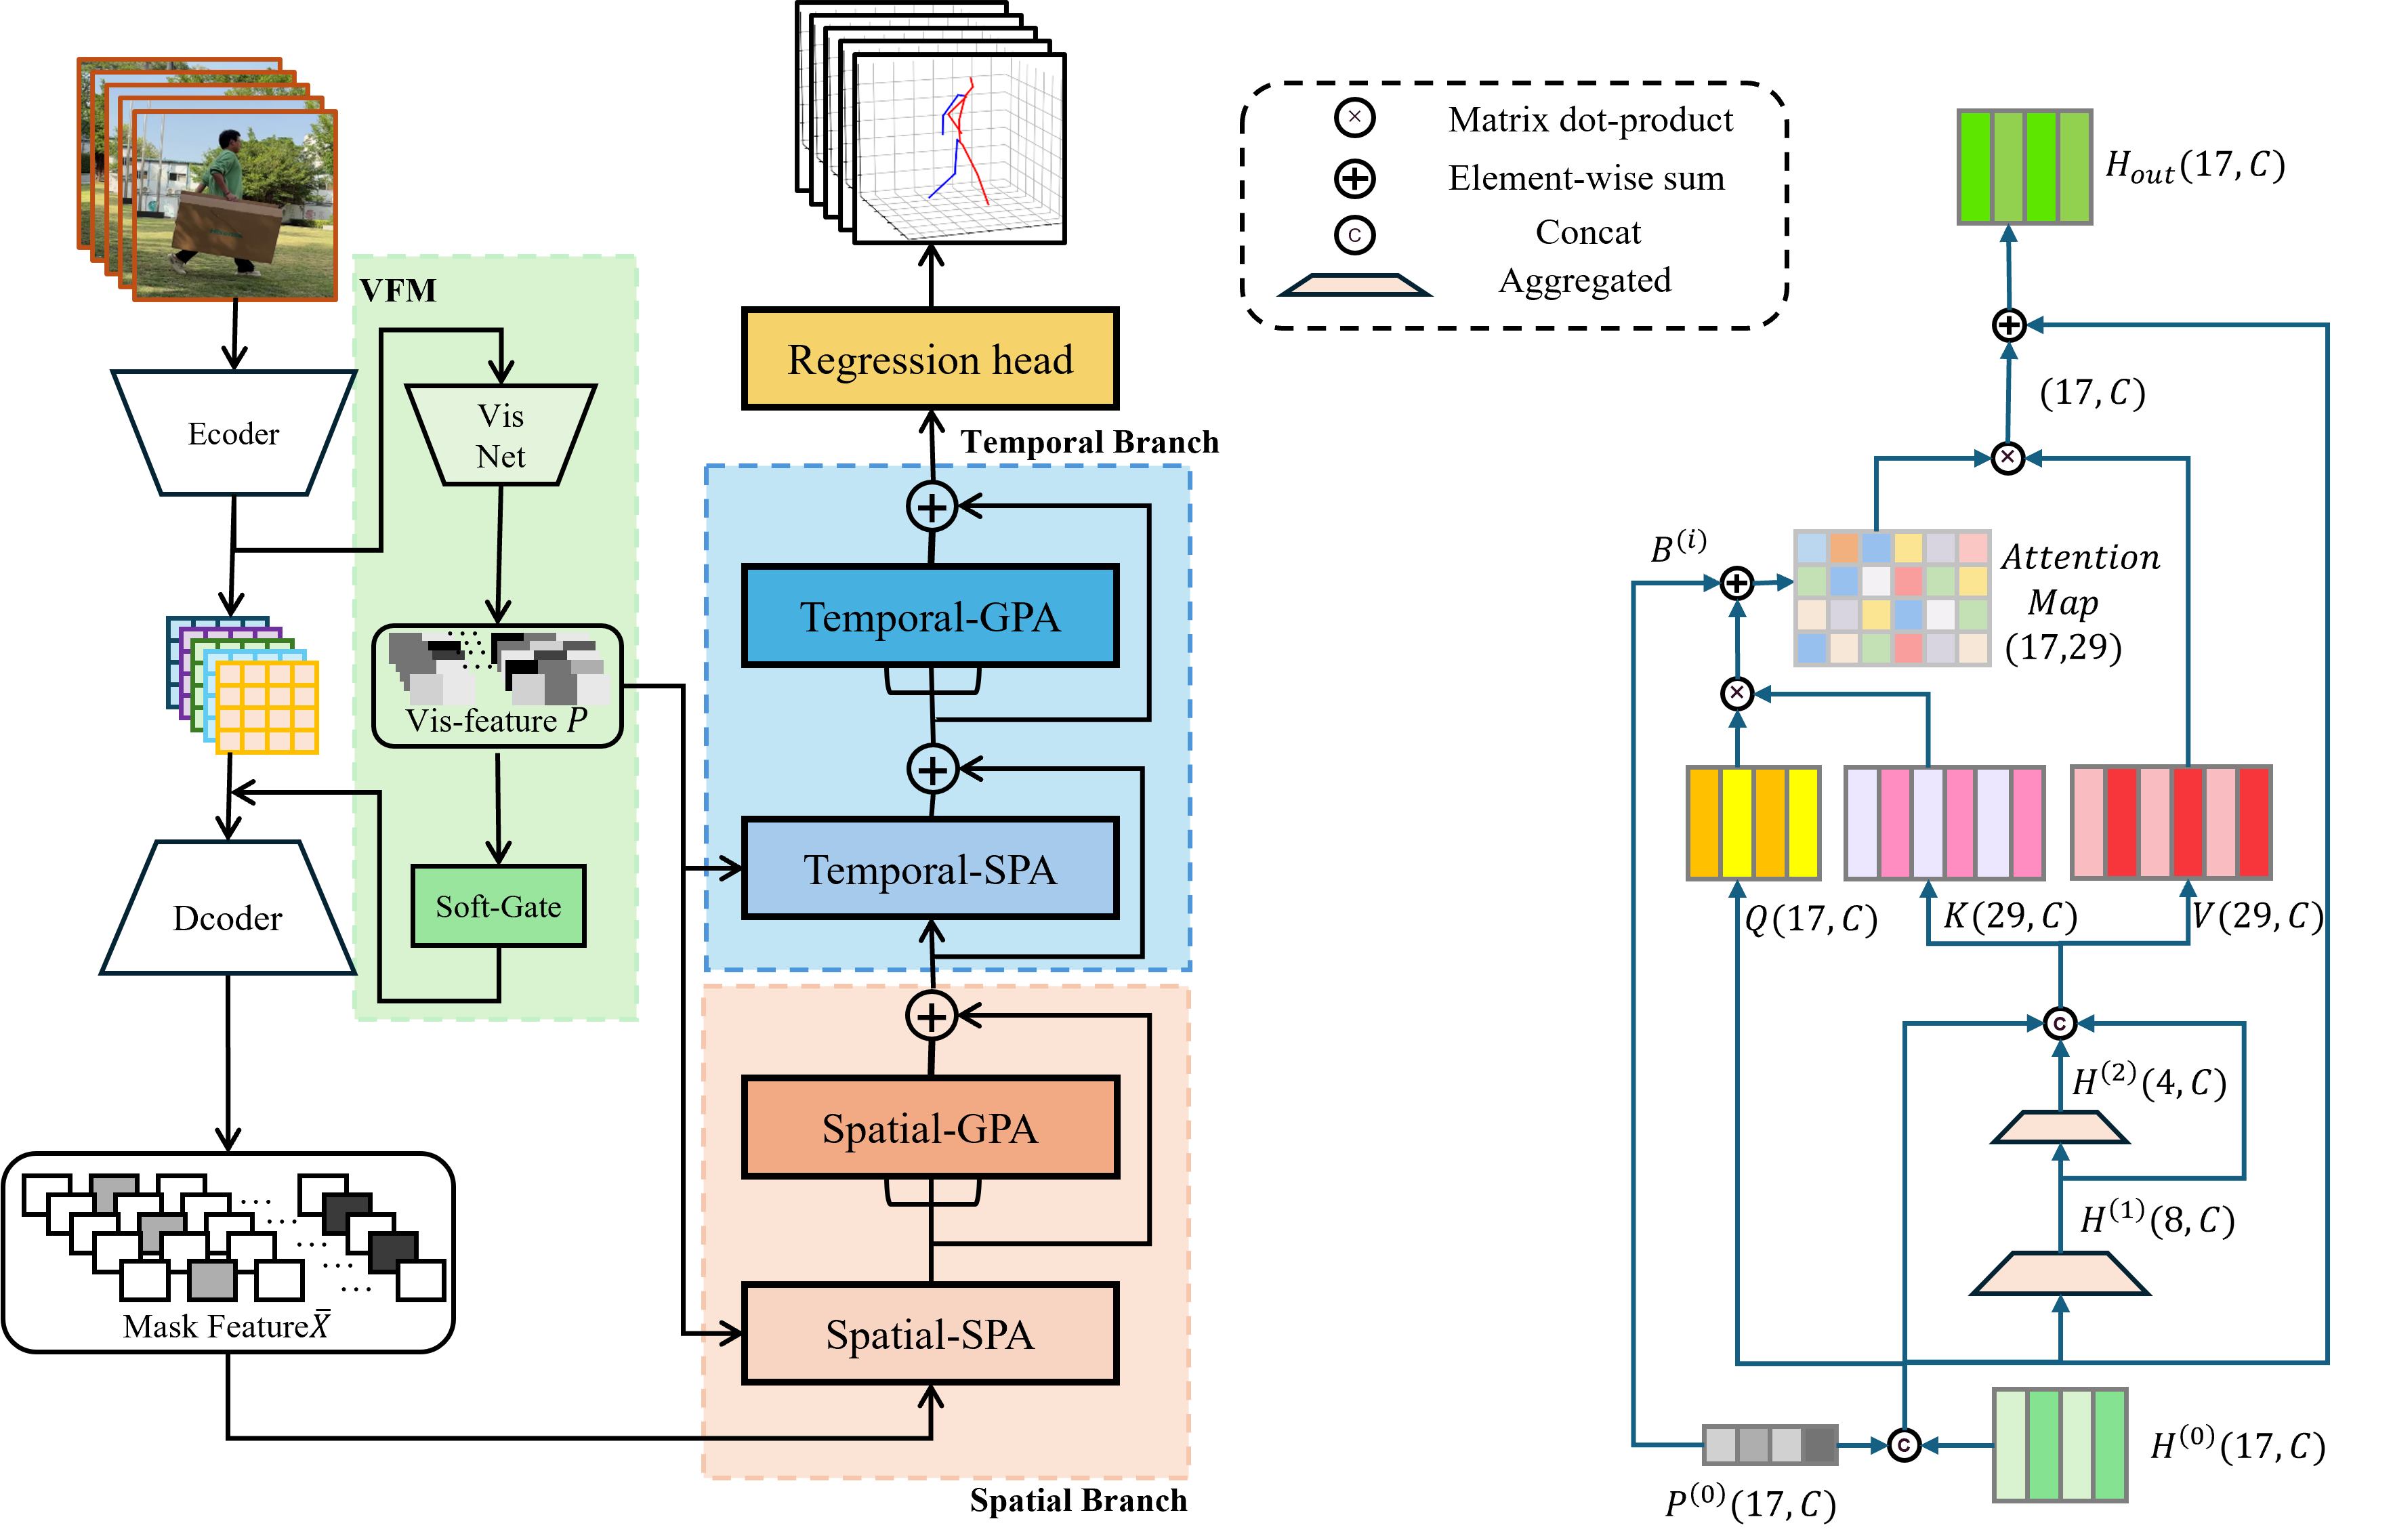 VFM
Ecoder
Vis
Net
Vis-feature P
Soft-Gate
Dcoder
Mask FeatureX̄
Regression head
Temporal Branch
Temporal-GPA
Temporal-SPA
Spatial-GPA
Spatial-SPA
Spatial Branch
× Matrix dot-product
+ Element-wise sum
C Concat
Aggregated
H_{out}(17, C)
(17, C)
B^{(i)}
Attention
Map
(17,29)
Q(17, C)
K(29, C)
V(29, C)
C
H^{(2)}(4, C)
H^{(1)}(8, C)
C
H^{(0)}(17, C)
P^{(0)}(17, C)